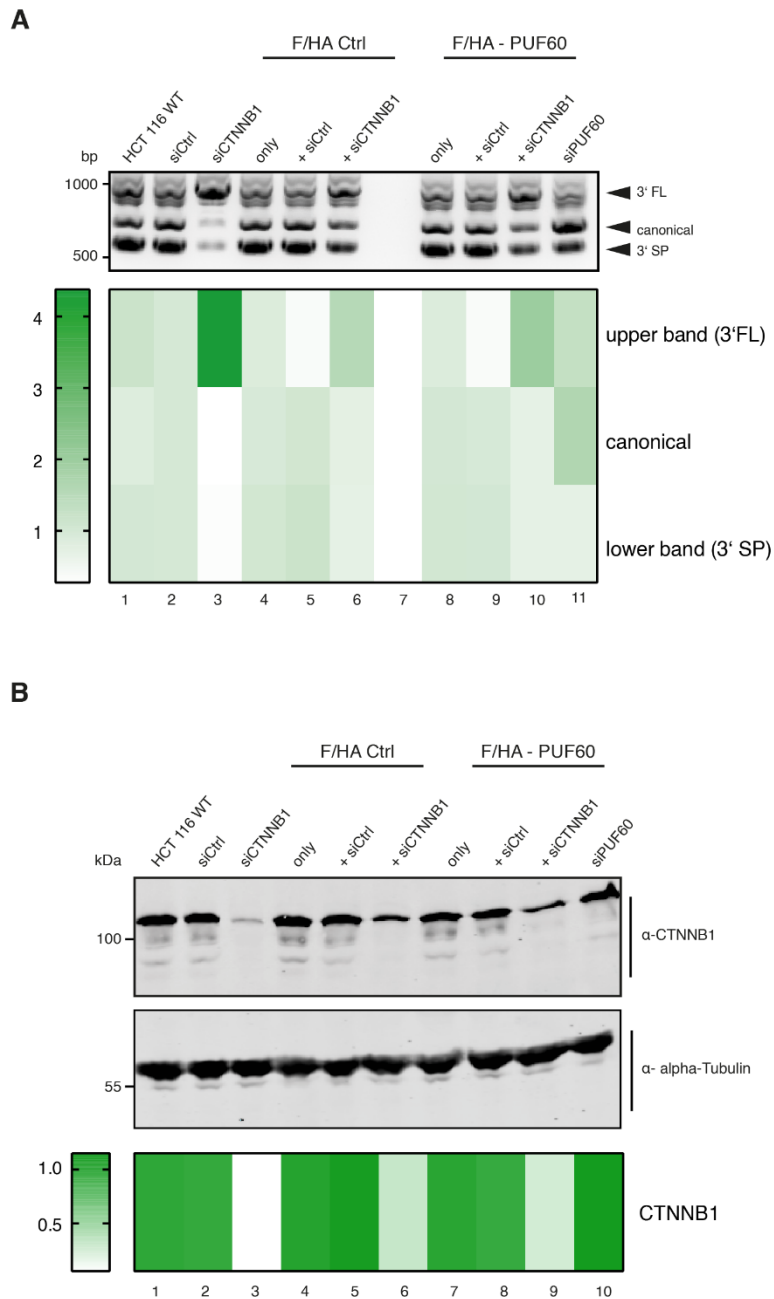 A
F/HA Ctrl
F/HA - PUF60
HCT 116 WT
siCtrl
siCTNNB1
only
+ siCtrl
+ siCTNNB1
only
+ siCtrl
+ siCTNNB1
siPUF60
bp
1000
500
3' FL
canonical
3' SP
4
3
2
1
upper band (3'FL)
canonical
lower band (3' SP)
1 2 3 4 5 6 7 8 9 10 11
B
F/HA Ctrl
F/HA - PUF60
HCT 116 WT
siCtrl
siCTNNB1
only
+ siCtrl
+ siCTNNB1
only
+ siCtrl
+ siCTNNB1
siPUF60
kDa
100
α-CTNNB1
55
α- alpha-Tubulin
1.0
0.5
CTNNB1
1 2 3 4 5 6 7 8 9 10